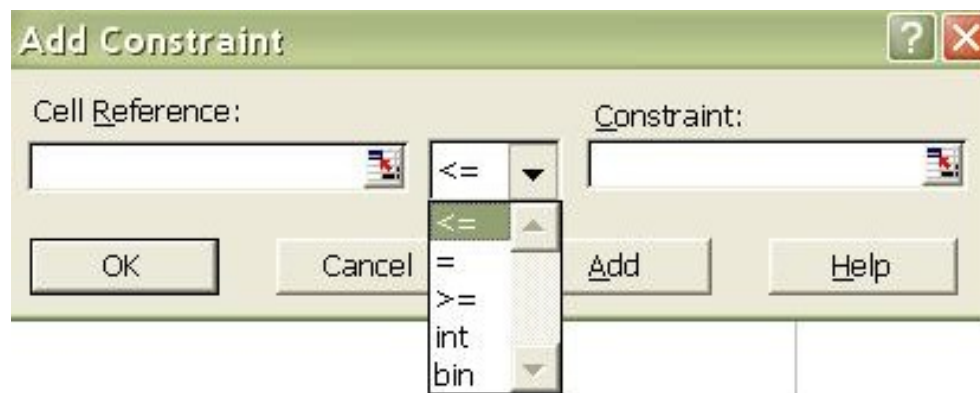 Add Constraint
?
Cell Reference:
Constraint:
<=
<=
=
>=
int
bin
OK
Cancel
Add
Help